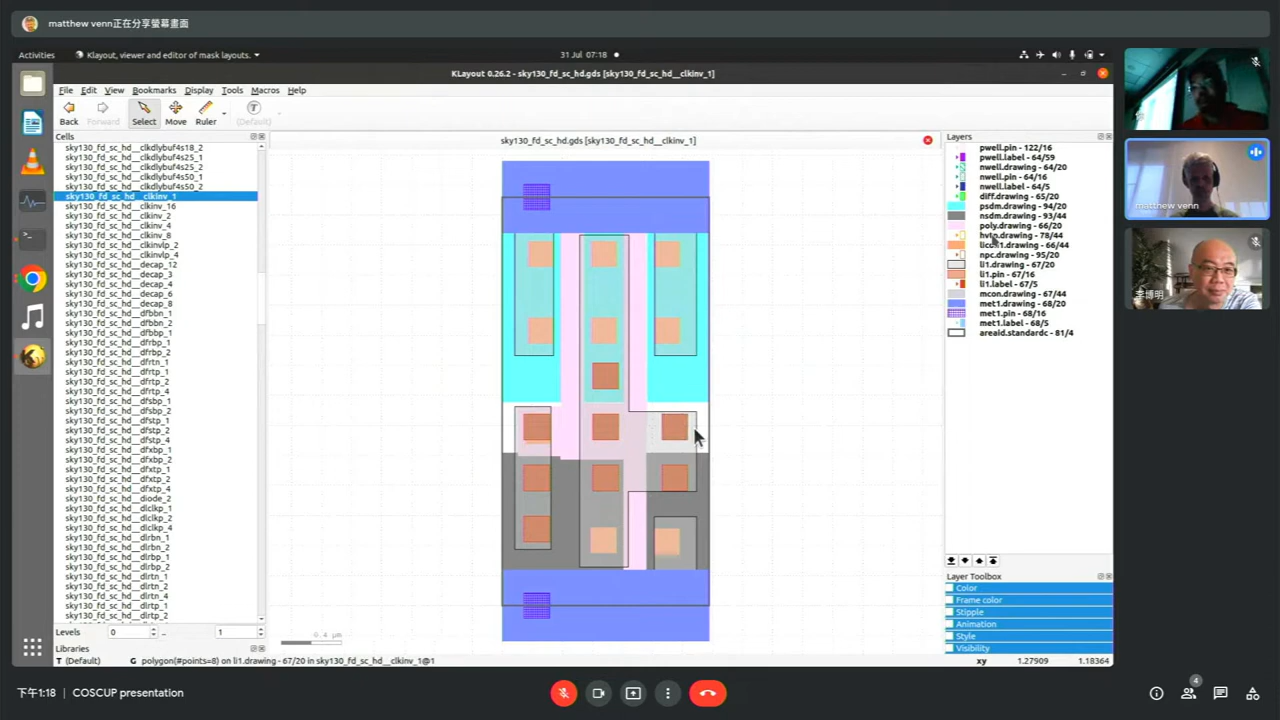 matthew venn正在分享螢幕畫面
Activities
Klayout, viewer and editor of mask layouts.
31 Jul 07:18
KLayout 0.26.2 - sky130_fd_sc_hd.gds [sky130_fd_sc_hd__clkinv_1]
File Edit View Bookmarks Display Tools Macros Help
Back Forward Select Move Ruler (Default)
Cells
sky130_fd_sc_hd.gds [sky130_fd_sc_hd__clkinv_1]
Layers
sky130_fd_sc_hd__clkdlybuf4s18_2
sky130_fd_sc_hd__clkdlybuf4s25_1
sky130_fd_sc_hd__clkdlybuf4s25_2
sky130_fd_sc_hd__clkdlybuf4s50_1
sky130_fd_sc_hd__clkdlybuf4s50_2
sky130_fd_sc_hd__clkinv_1
sky130_fd_sc_hd__clkinv_16
sky130_fd_sc_hd__clkinv_2
sky130_fd_sc_hd__clkinv_4
sky130_fd_sc_hd__clkinv_8
sky130_fd_sc_hd__clkinvlp_2
sky130_fd_sc_hd__clkinvlp_4
sky130_fd_sc_hd__decap_12
sky130_fd_sc_hd__decap_3
sky130_fd_sc_hd__decap_4
sky130_fd_sc_hd__decap_6
sky130_fd_sc_hd__decap_8
sky130_fd_sc_hd__dfbbn_1
sky130_fd_sc_hd__dfbbn_2
sky130_fd_sc_hd__dfbbp_1
sky130_fd_sc_hd__dfrbp_1
sky130_fd_sc_hd__dfrbp_2
sky130_fd_sc_hd__dfrtn_1
sky130_fd_sc_hd__dfrtp_1
sky130_fd_sc_hd__dfrtp_2
sky130_fd_sc_hd__dfrtp_4
sky130_fd_sc_hd__dfsbp_1
sky130_fd_sc_hd__dfsbp_2
sky130_fd_sc_hd__dfstp_1
sky130_fd_sc_hd__dfstp_2
sky130_fd_sc_hd__dfstp_4
sky130_fd_sc_hd__dfxbp_1
sky130_fd_sc_hd__dfxbp_2
sky130_fd_sc_hd__dfxtp_1
sky130_fd_sc_hd__dfxtp_2
sky130_fd_sc_hd__dfxtp_4
sky130_fd_sc_hd__diode_2
sky130_fd_sc_hd__dlclkp_1
sky130_fd_sc_hd__dlclkp_2
sky130_fd_sc_hd__dlclkp_4
sky130_fd_sc_hd__dlrbn_1
sky130_fd_sc_hd__dlrbn_2
sky130_fd_sc_hd__dlrbp_1
sky130_fd_sc_hd__dlrbp_2
sky130_fd_sc_hd__dlrtn_1
sky130_fd_sc_hd__dlrtn_2
sky130_fd_sc_hd__dlrtn_4
sky130_fd_sc_hd__dlrtp_1
sky130_fd_sc_hd__dlrtp_2
pwell.pin - 122/16
pwell.label - 64/59
nwell.drawing - 64/20
nwell.pin - 64/16
nwell.label - 64/5
diff.drawing - 65/20
psdm.drawing - 94/20
nsdm.drawing - 93/44
poly.drawing - 66/20
hvtp.drawing - 78/44
licon1.drawing - 66/44
npc.drawing - 95/20
li1.drawing - 67/20
li1.pin - 67/16
li1.label - 67/5
mcon.drawing - 67/44
met1.drawing - 68/20
met1.pin - 68/16
met1.label - 68/5
areaid.standardc - 81/4
Layer Toolbox
Color
Frame color
Stipple
Animation
Style
Visibility
0.4 µm
Levels 0 .. 1
Libraries
T (Default) G polygon(#points=8) on li1.drawing - 67/20 in sky130_fd_sc_hd__clkinv_1@1
xy 1.27909 1.18364
matthew venn
李博明
下午1:18 | COSCUP presentation
4